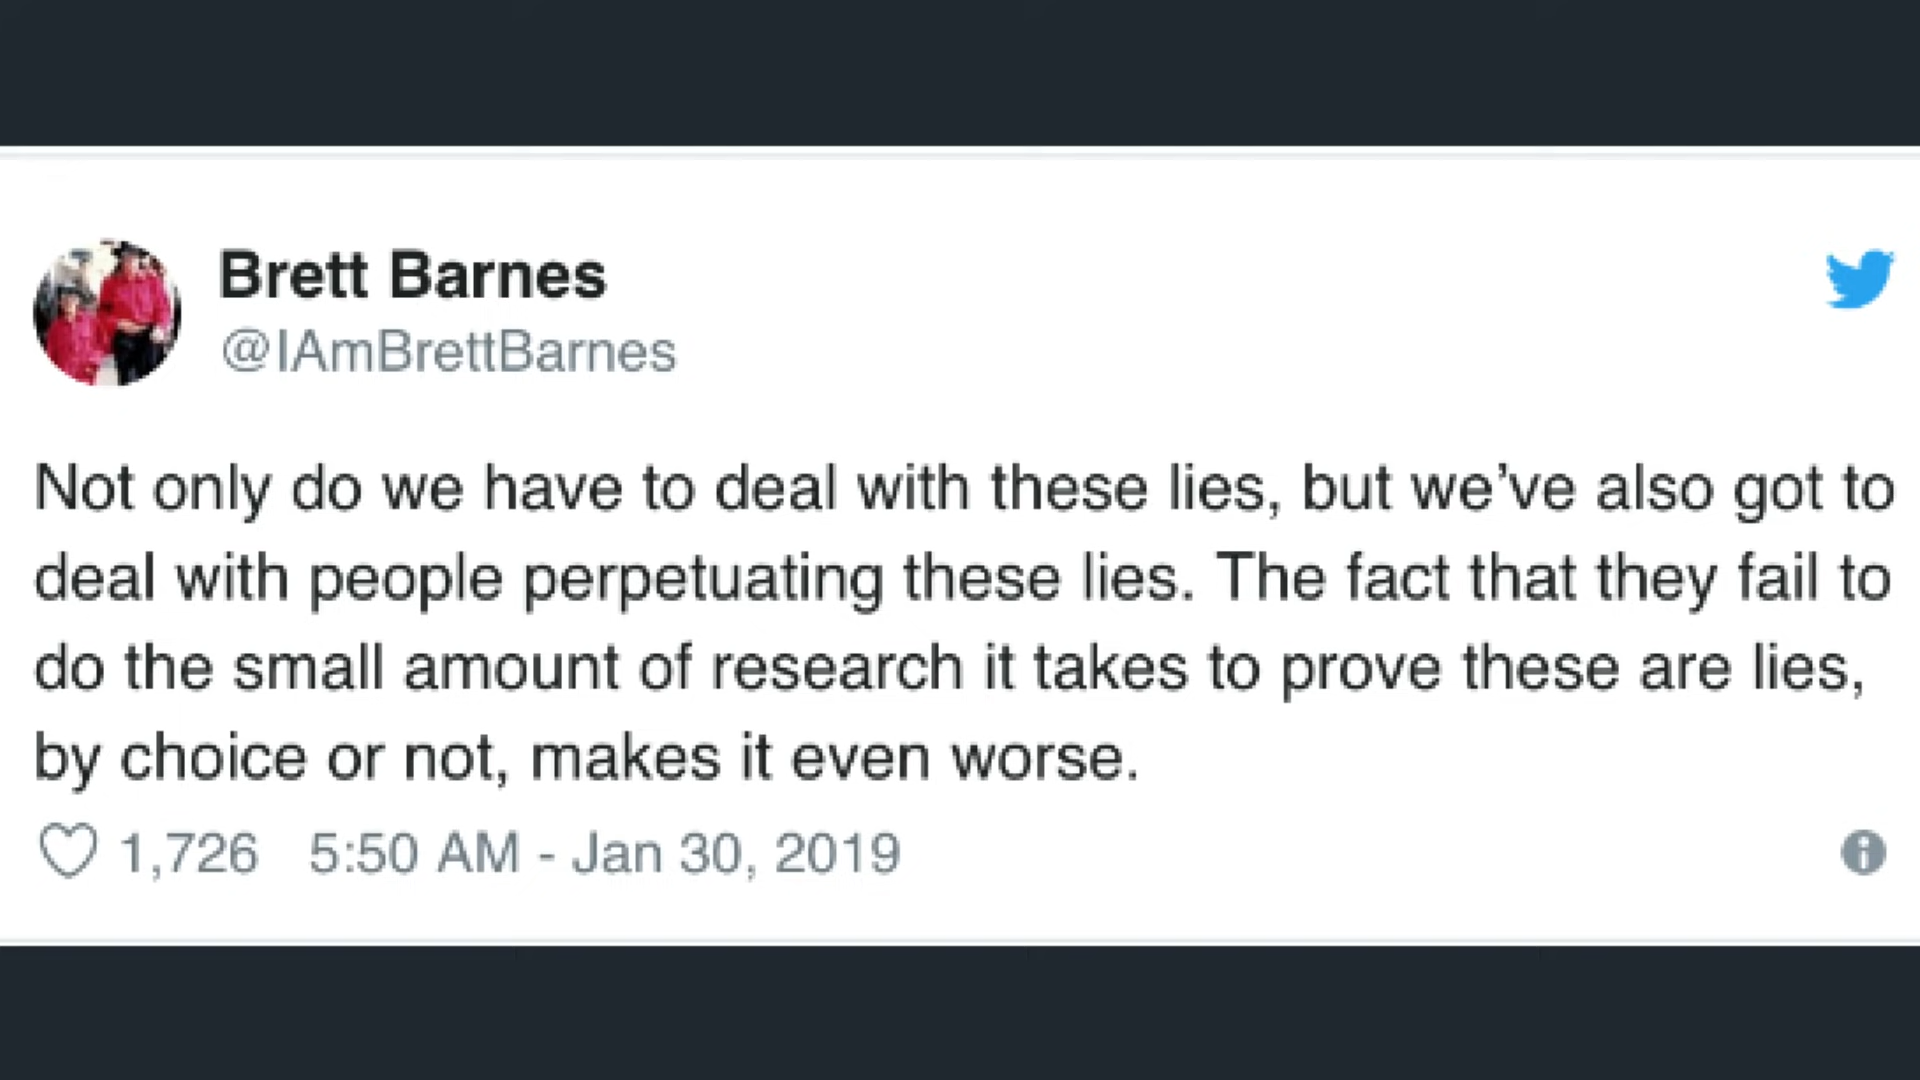 Brett Barnes
@IAmBrettBarnes
Not only do we have to deal with these lies, but we’ve also got to
deal with people perpetuating these lies. The fact that they fail to
do the small amount of research it takes to prove these are lies,
by choice or not, makes it even worse.
1,726 5:50 AM - Jan 30, 2019